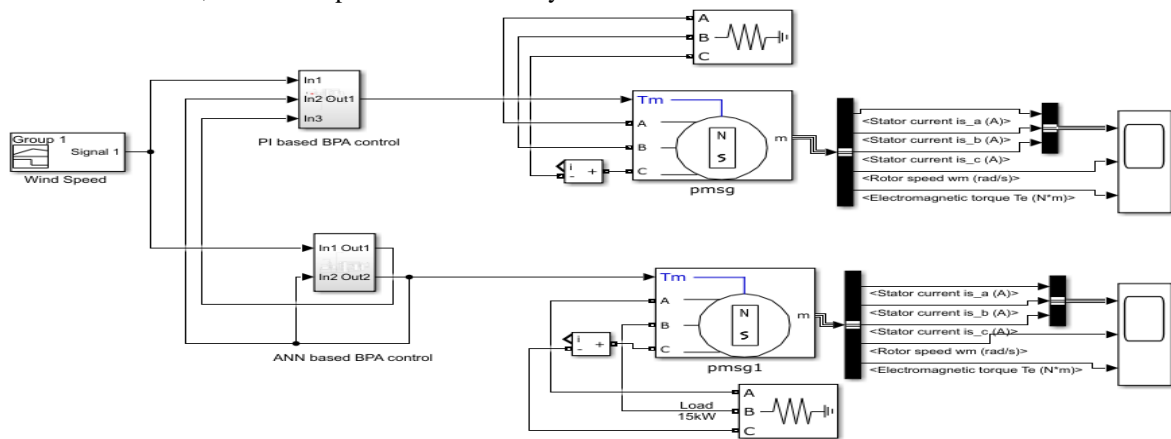 A
B
C
In1
In2 Out1
In3
PI based BPA control
Group 1
Signal 1
Wind Speed
Tm
A
B
C
N
S
m
pmsg
i
-
+
<Stator current is_a (A)>
<Stator current is_b (A)>
<Stator current is_c (A)>
<Rotor speed wm (rad/s)>
<Electromagnetic torque Te (N*m)>
In1 Out1
In2 Out2
ANN based BPA control
Tm
A
B
C
N
S
m
pmsg1
i
-
+
<Stator current is_a (A)>
<Stator current is_b (A)>
<Stator current is_c (A)>
<Rotor speed wm (rad/s)>
<Electromagnetic torque Te (N*m)>
Load
15kW
A
B
C